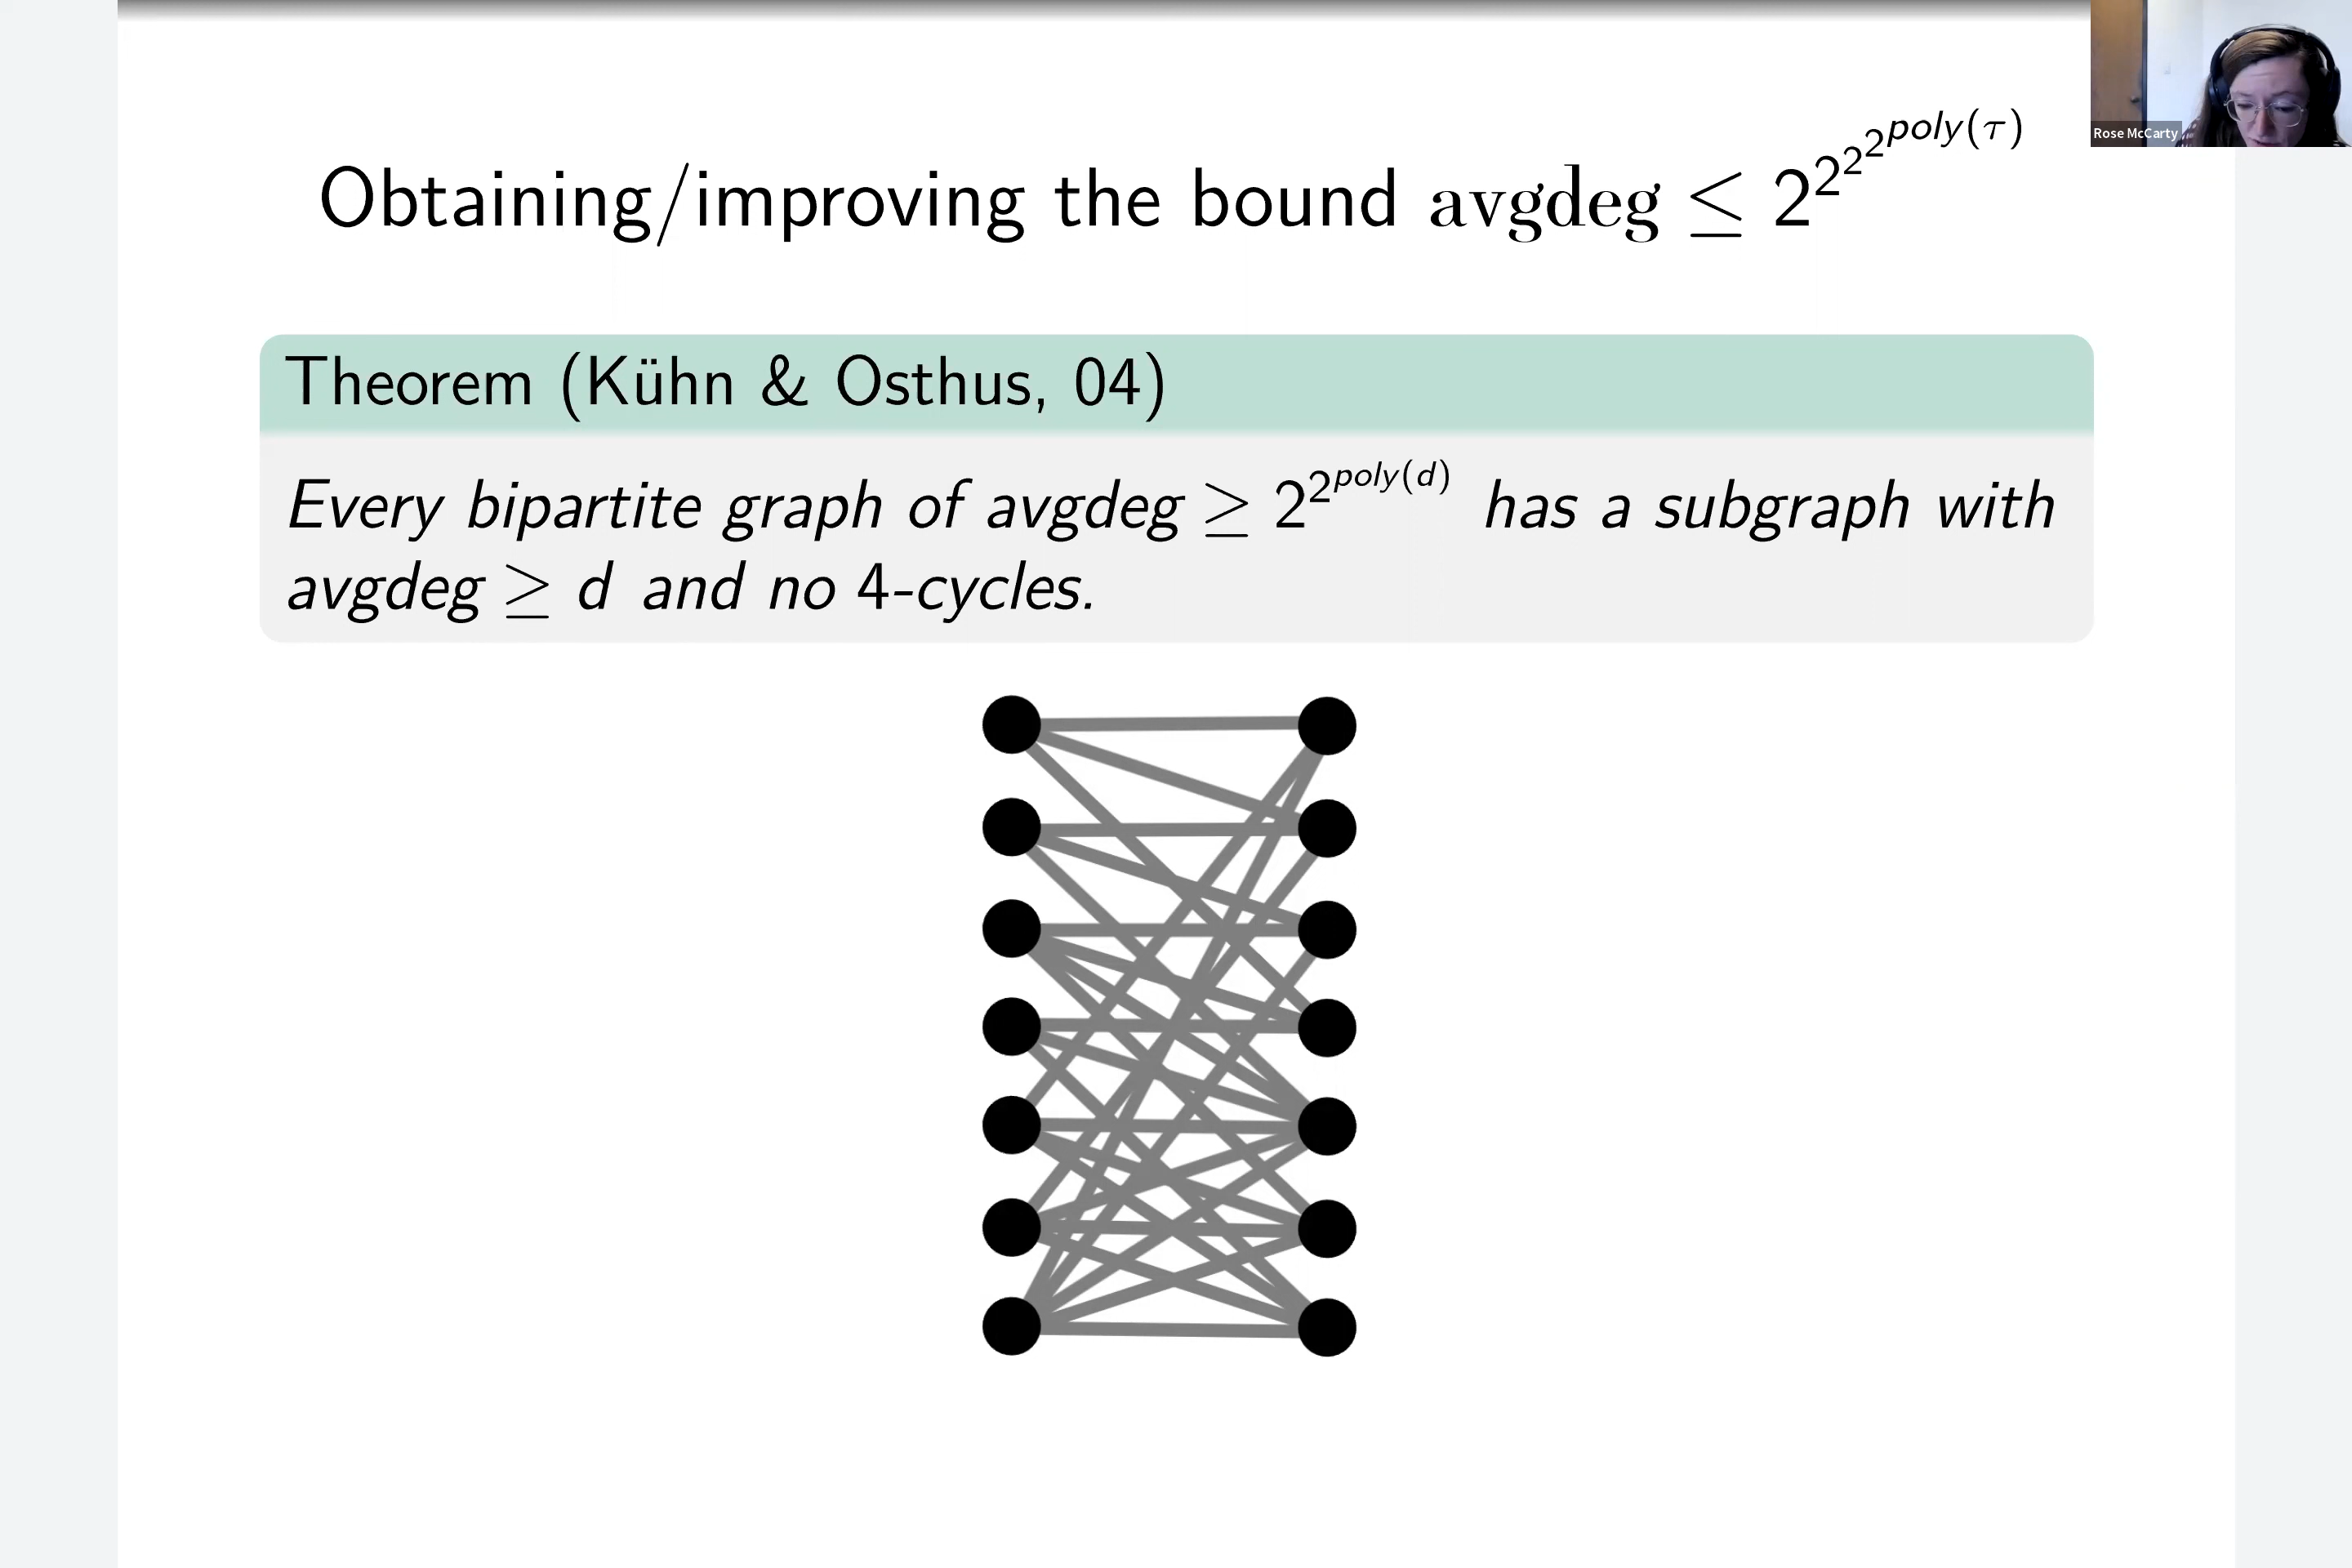 Rose McCarty
Obtaining/improving the bound avgdeg ≤ 2^{2^{2^{2^{poly(τ)}}}}
Theorem (Kühn & Osthus, 04)
Every bipartite graph of avgdeg ≥ 2^{2^{poly(d)}} has a subgraph with
avgdeg ≥ d and no 4-cycles.